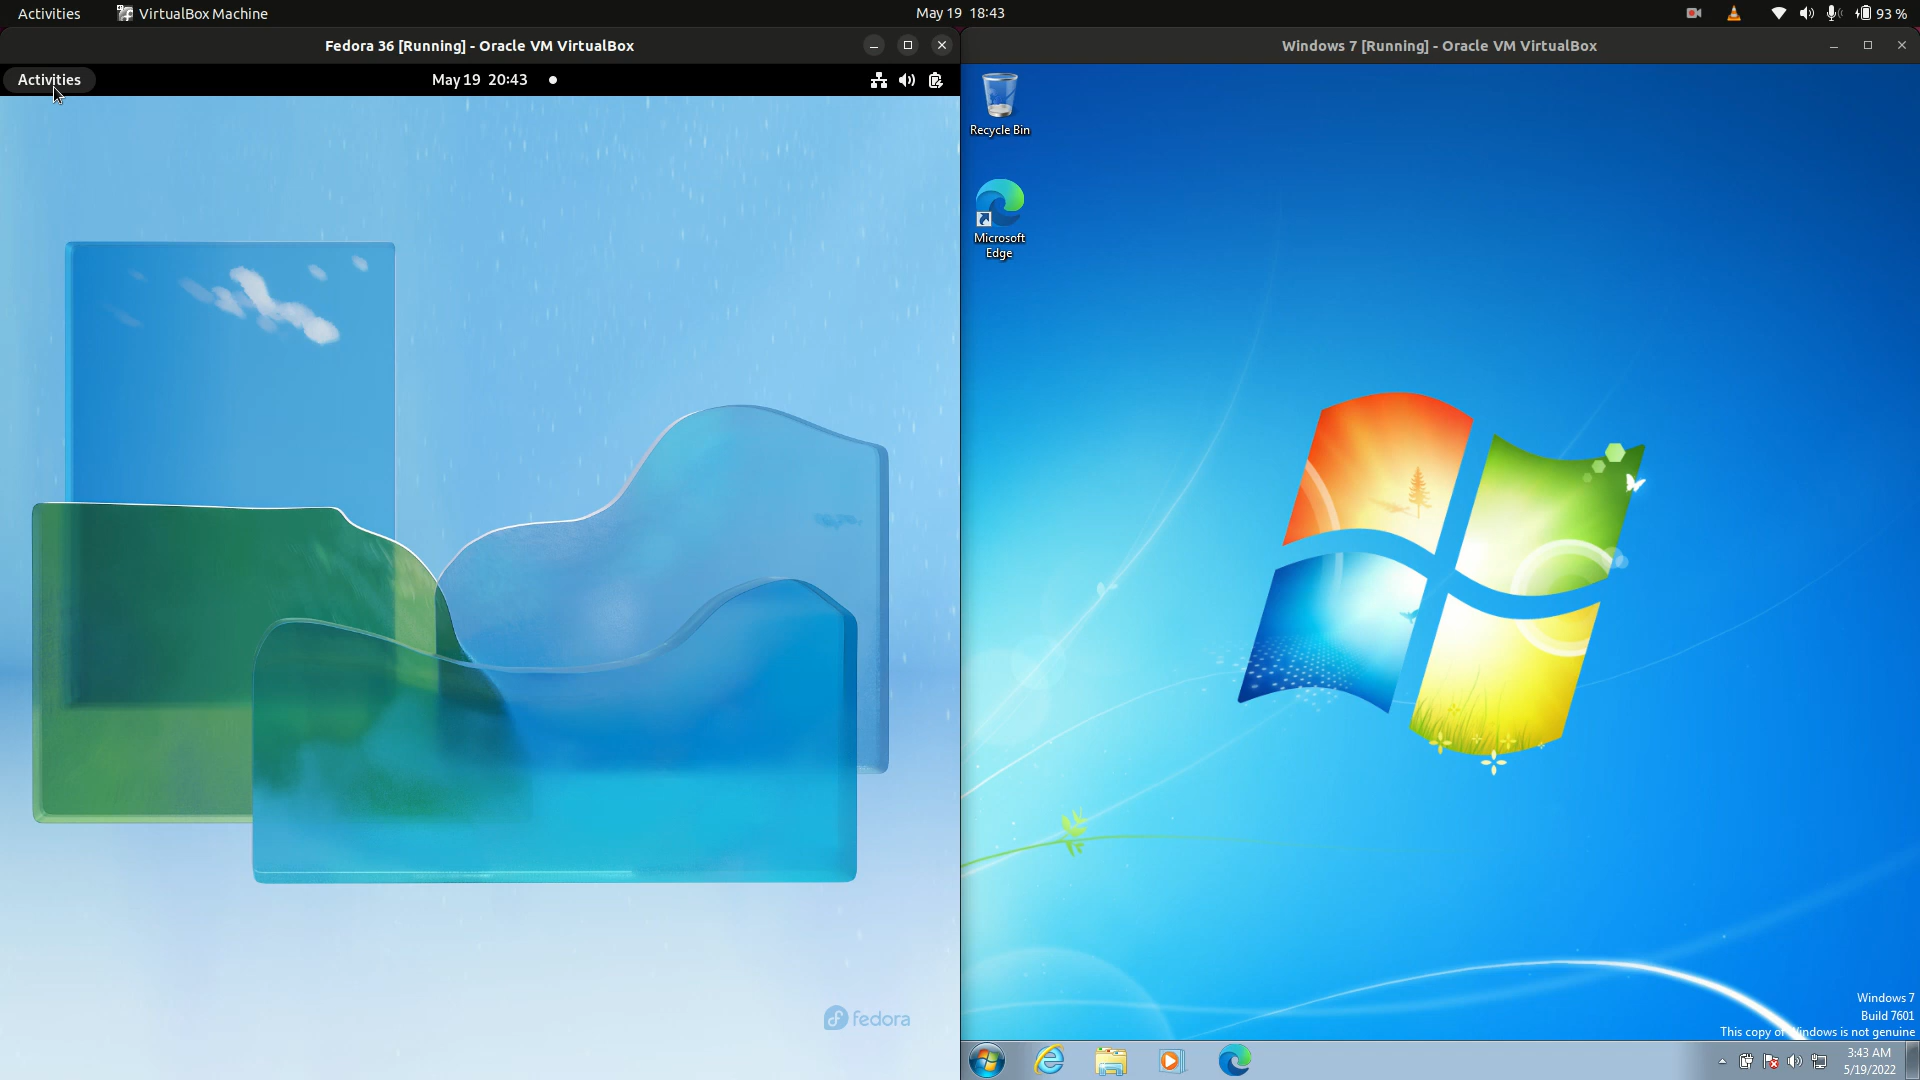 Activities
VirtualBox Machine
May 19 18:43
93 %
Fedora 36 [Running] - Oracle VM VirtualBox
Windows 7 [Running] - Oracle VM VirtualBox
Activities
May 19 20:43
Recycle Bin
Microsoft
Edge
fedora
Windows 7
Build 7601
This copy of Windows is not genuine
3:43 AM
5/19/2022